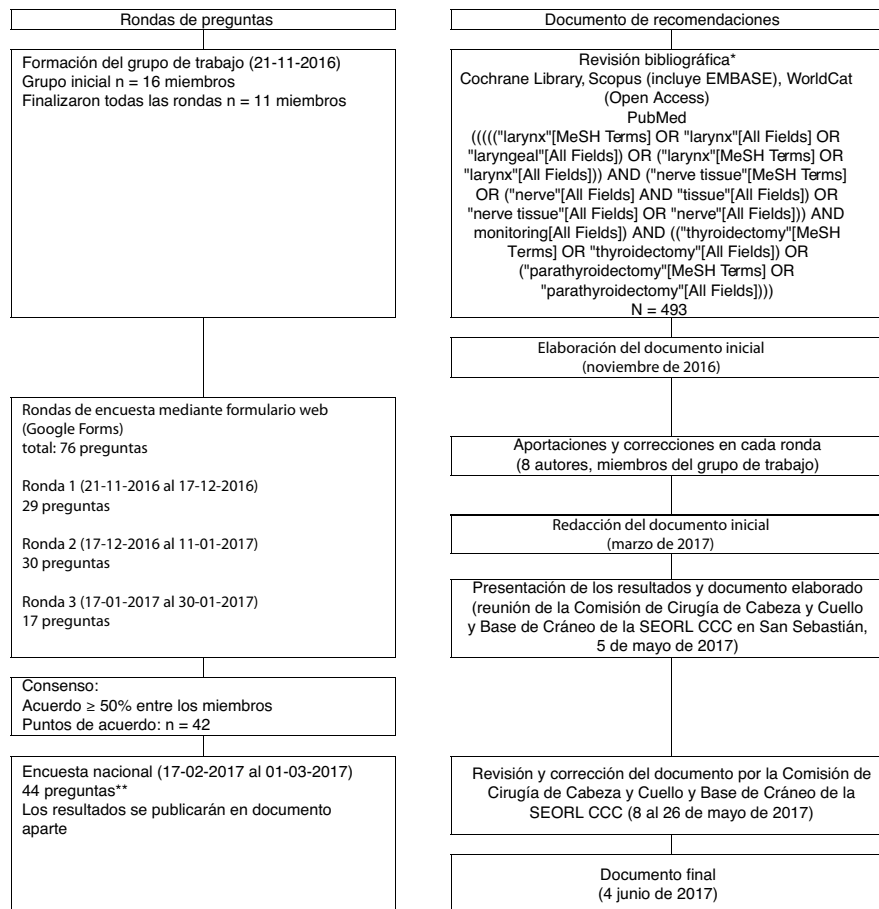 Rondas de preguntas
Formación del grupo de trabajo (21-11-2016)
Grupo inicial n = 16 miembros
Finalizaron todas las rondas n = 11 miembros
Rondas de encuesta mediante formulario web
(Google Forms)
total: 76 preguntas
Ronda 1 (21-11-2016 al 17-12-2016)
29 preguntas
Ronda 2 (17-12-2016 al 11-01-2017)
30 preguntas
Ronda 3 (17-01-2017 al 30-01-2017)
17 preguntas
Consenso:
Acuerdo ≥ 50% entre los miembros
Puntos de acuerdo: n = 42
Encuesta nacional (17-02-2017 al 01-03-2017)
44 preguntas**
Los resultados se publicarán en documento
aparte
Documento de recomendaciones
Revisión bibliográfica*
Cochrane Library, Scopus (incluye EMBASE), WorldCat
(Open Access)
PubMed
((((("larynx"[MeSH Terms] OR "larynx"[All Fields] OR
"laryngeal"[All Fields]) OR ("larynx"[MeSH Terms] OR
"larynx"[All Fields])) AND ("nerve tissue"[MeSH Terms]
OR ("nerve"[All Fields] AND "tissue"[All Fields]) OR
"nerve tissue"[All Fields] OR "nerve"[All Fields])) AND
monitoring[All Fields]) AND (("thyroidectomy"[MeSH
Terms] OR "thyroidectomy"[All Fields]) OR
("parathyroidectomy"[MeSH Terms] OR
"parathyroidectomy"[All Fields])))
N = 493
Elaboración del documento inicial
(noviembre de 2016)
Aportaciones y correcciones en cada ronda
(8 autores, miembros del grupo de trabajo)
Redacción del documento inicial
(marzo de 2017)
Presentación de los resultados y documento elaborado
(reunión de la Comisión de Cirugía de Cabeza y Cuello
y Base de Cráneo de la SEORL CCC en San Sebastián,
5 de mayo de 2017)
Revisión y corrección del documento por la Comisión de
Cirugía de Cabeza y Cuello y Base de Cráneo de la
SEORL CCC (8 al 26 de mayo de 2017)
Documento final
(4 junio de 2017)